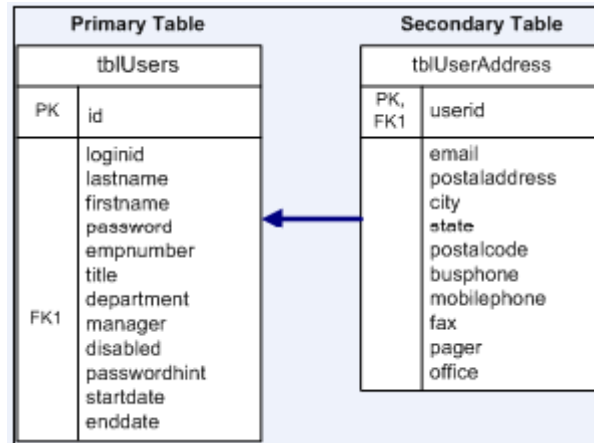 Primary Table
tblUsers
PK
id
loginid
lastname
firstname
password
empnumber
title
department
FK1
manager
disabled
passwordhint
startdate
enddate
Secondary Table
tblUserAddress
PK,
FK1
userid
email
postaladdress
city
state
postalcode
busphone
mobilephone
fax
pager
office